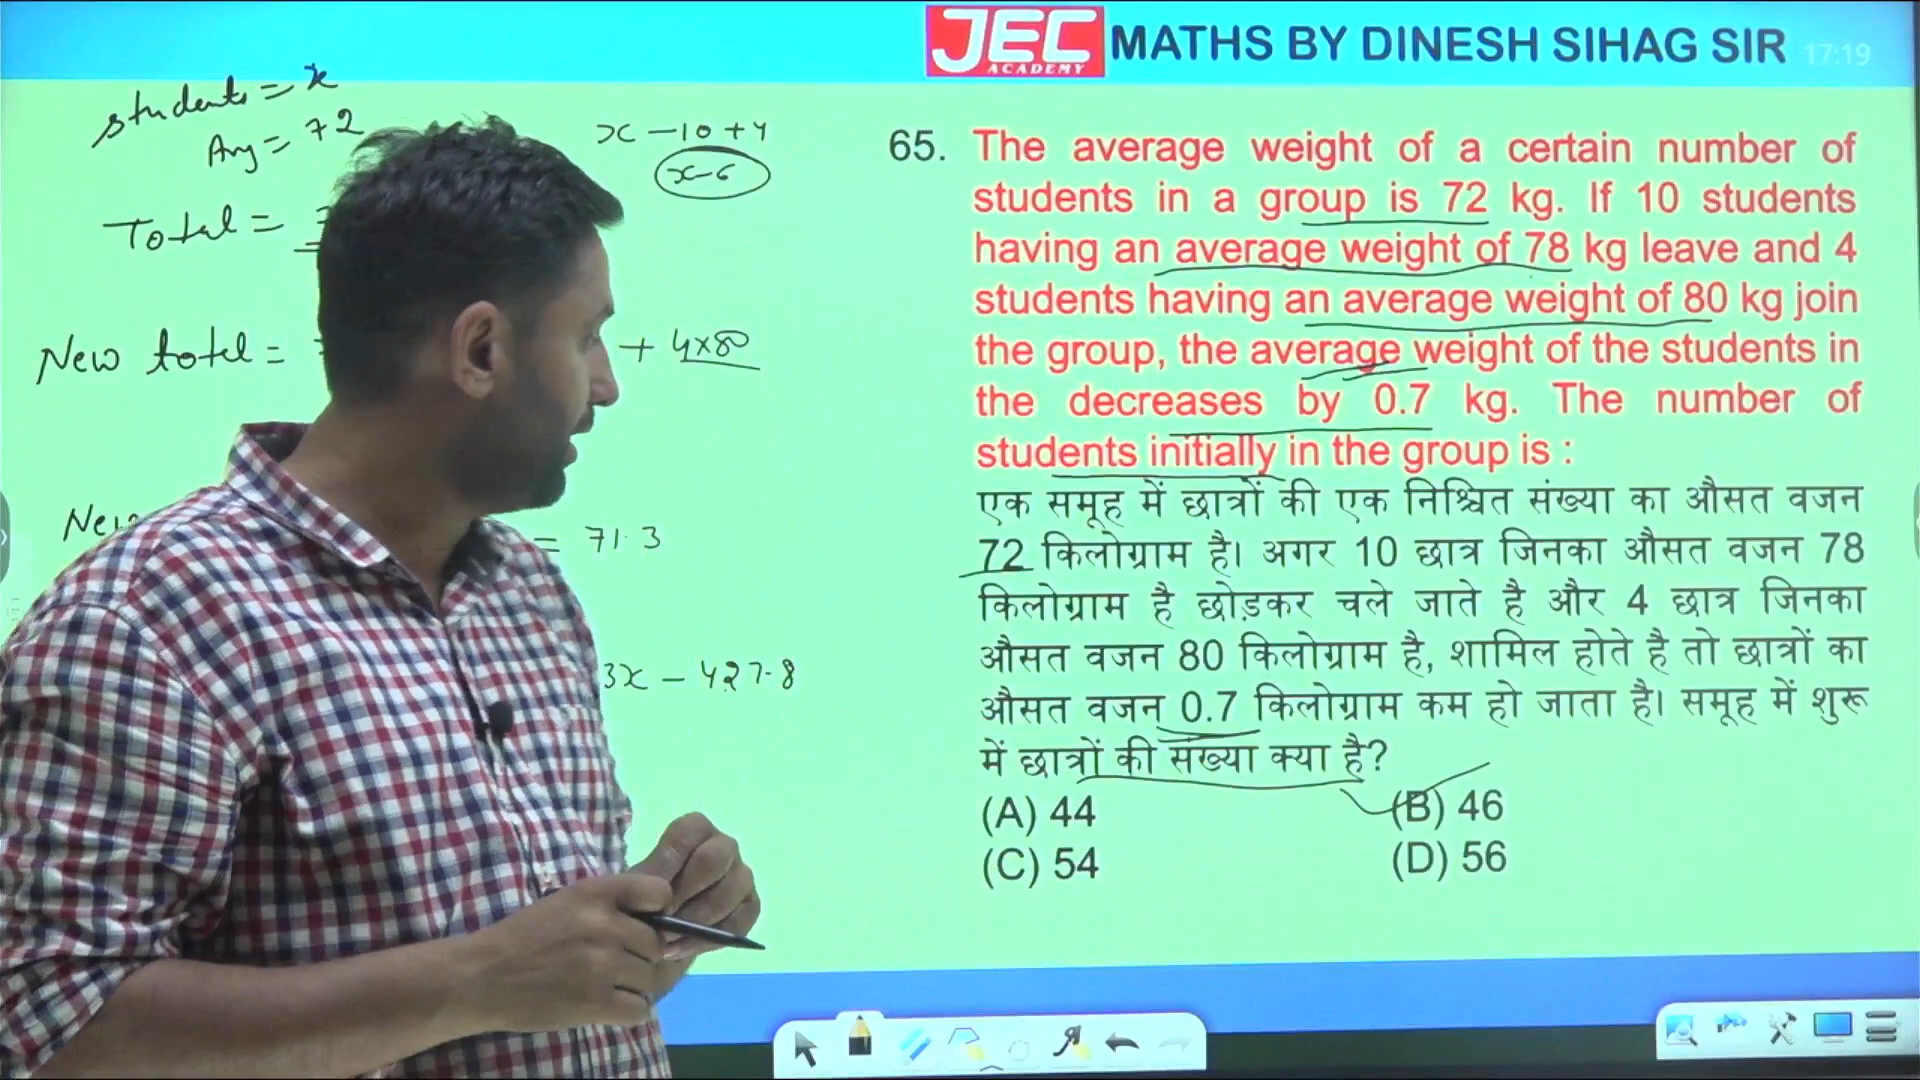 JEC
ACADEMY
MATHS BY DINESH SIHAG SIR
17:19
students = x
Avg = 72
Total =
x - 10 + 4
x-6
New total =
+ 4×80
= 71.3
3x - 427.8
65. The average weight of a certain number of
students in a group is 72 kg. If 10 students
having an average weight of 78 kg leave and 4
students having an average weight of 80 kg join
the group, the average weight of the students in
the decreases by 0.7 kg. The number of
students initially in the group is :
एक समूह में छात्रों की एक निश्चित संख्या का औसत वजन
72 किलोग्राम है। अगर 10 छात्र जिनका औसत वजन 78
किलोग्राम है छोड़कर चले जाते है और 4 छात्र जिनका
औसत वजन 80 किलोग्राम है, शामिल होते है तो छात्रों का
औसत वजन 0.7 किलोग्राम कम हो जाता है। समूह में शुरू
में छात्रों की संख्या क्या है?
(A) 44 (B) 46
(C) 54 (D) 56